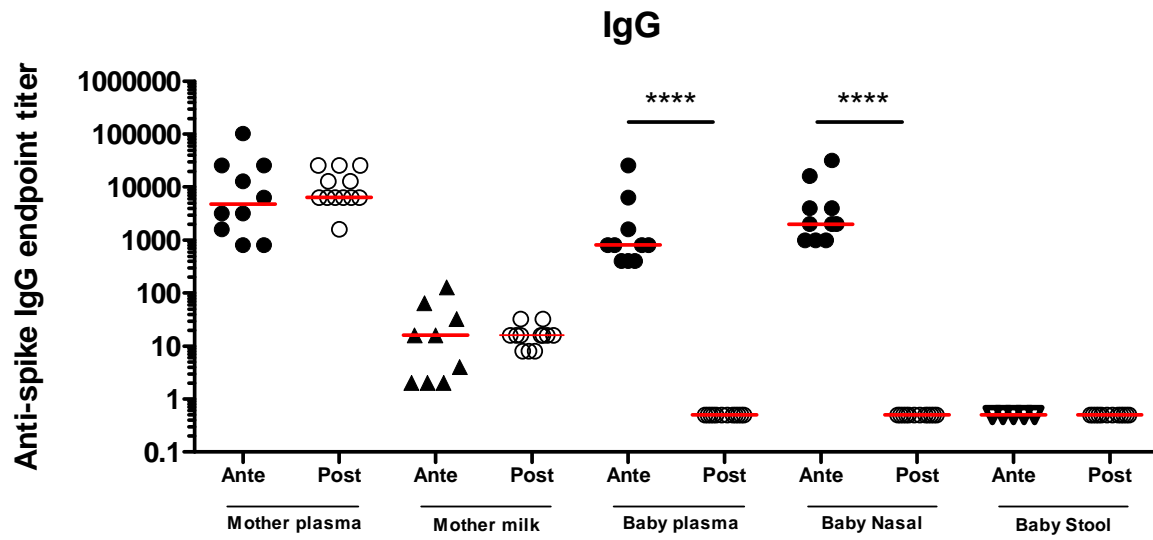 IgG
Anti-spike IgG endpoint titer
1000000
100000
10000
1000
100
10
1
0.1
**** ****
Ante Post Ante Post Ante Post Ante Post Ante Post
Mother plasma Mother milk Baby plasma Baby Nasal Baby Stool